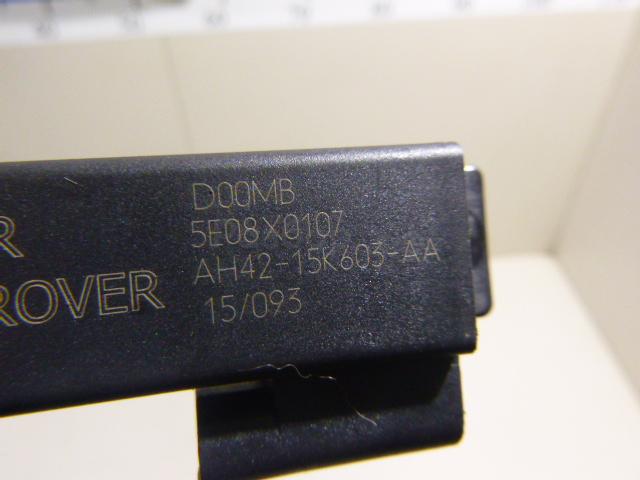 D00MB
5E08X0107
R
AH42-15K603-AA
ROVER
15/093